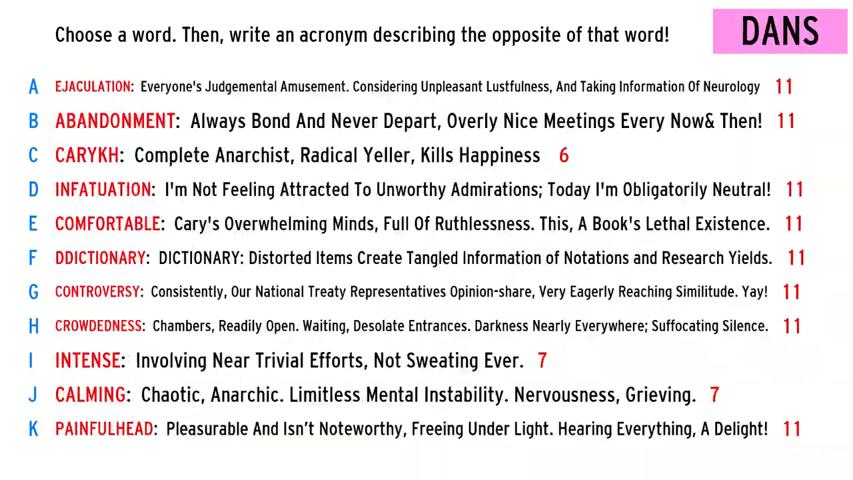 Choose a word. Then, write an acronym describing the opposite of that word!
DANS
A EJACULATION: Everyone's Judgemental Amusement. Considering Unpleasant Lustfulness, And Taking Information Of Neurology 11
B ABANDONMENT: Always Bond And Never Depart, Overly Nice Meetings Every Now& Then! 11
C CARYKH: Complete Anarchist, Radical Yeller, Kills Happiness 6
D INFATUATION: I'm Not Feeling Attracted To Unworthy Admirations; Today I'm Obligatorily Neutral! 11
E COMFORTABLE: Cary's Overwhelming Minds, Full Of Ruthlessness. This, A Book's Lethal Existence. 11
F DDICTIONARY: DICTIONARY: Distorted Items Create Tangled Information of Notations and Research Yields. 11
G CONTROVERSY: Consistently, Our National Treaty Representatives Opinion-share, Very Eagerly Reaching Similitude. Yay! 11
H CROWDEDNESS: Chambers, Readily Open. Waiting, Desolate Entrances. Darkness Nearly Everywhere; Suffocating Silence. 11
I INTENSE: Involving Near Trivial Efforts, Not Sweating Ever. 7
J CALMING: Chaotic, Anarchic. Limitless Mental Instability. Nervousness, Grieving. 7
K PAINFULHEAD: Pleasurable And Isn't Noteworthy, Freeing Under Light. Hearing Everything, A Delight! 11